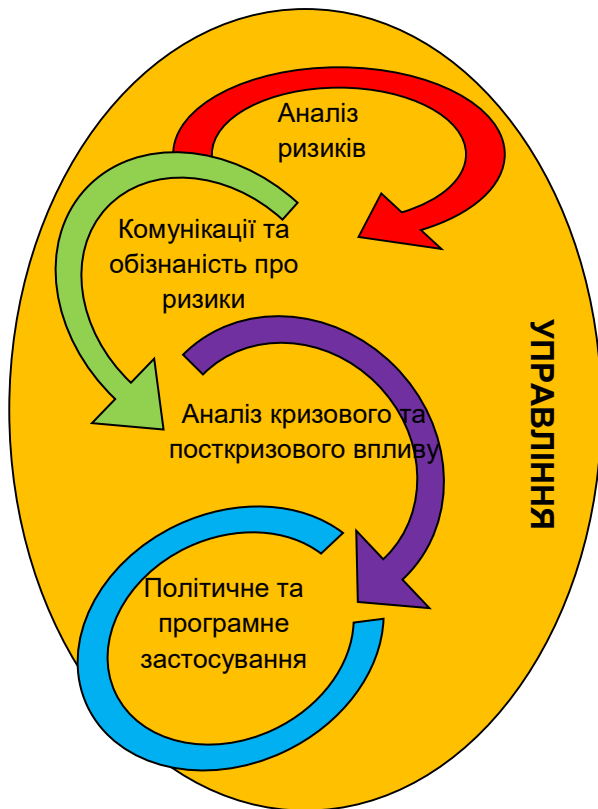 Аналіз
ризиків
Комунікації та
обізнаність про
ризики
УПРАВЛІННЯ
Аналіз кризового та
посткризового впливу
Політичне та
програмне
застосування